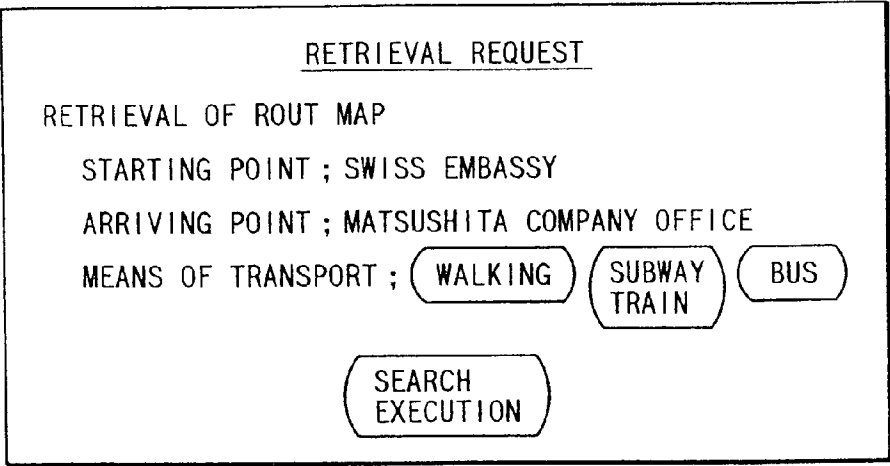 RETRIEVAL REQUEST
RETRIEVAL OF ROUT MAP
STARTING POINT ; SWISS EMBASSY
ARRIVING POINT ; MATSUSHITA COMPANY OFFICE
MEANS OF TRANSPORT ; WALKING SUBWAY TRAIN BUS
SEARCH
EXECUTION